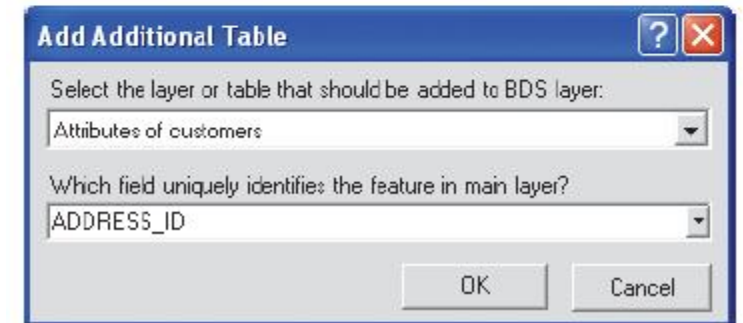 Add Additional Table
Select the layer or table that should be added to BDS layer:
Attributes of customers
Which field uniquely identifies the feature in main layer?
ADDRESS_ID
OK Cancel